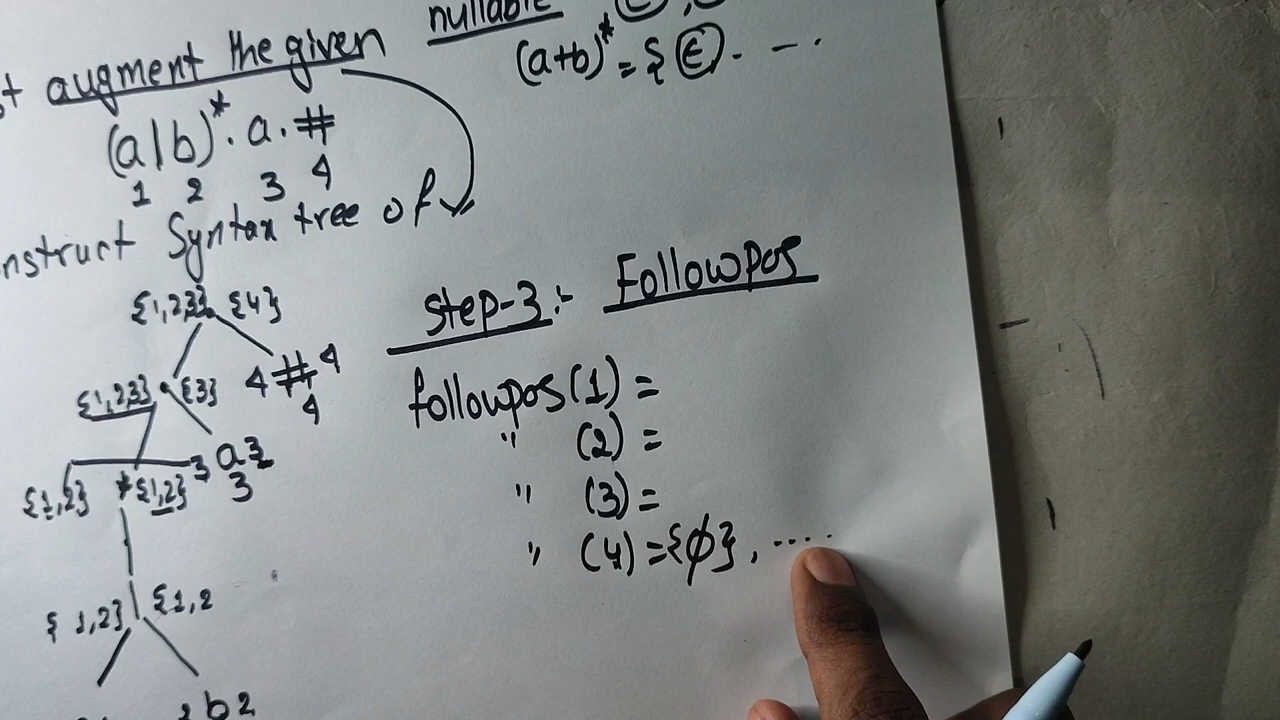 nullable
augment the given
(a+b)* = {ϵ. ....
(a|b)*.a.#
1 2 3 4
Syntax tree of
{1,2,3} {4}
Step-3:- Followpos
{1,2,3} {3} 4 # 4
4
followpos(1) =
" (2) =
3 a 3
3
{1,2} * {1,2}
" (3) =
" (4) = {ϕ}, .....
{1,2} | {1,2
b 2